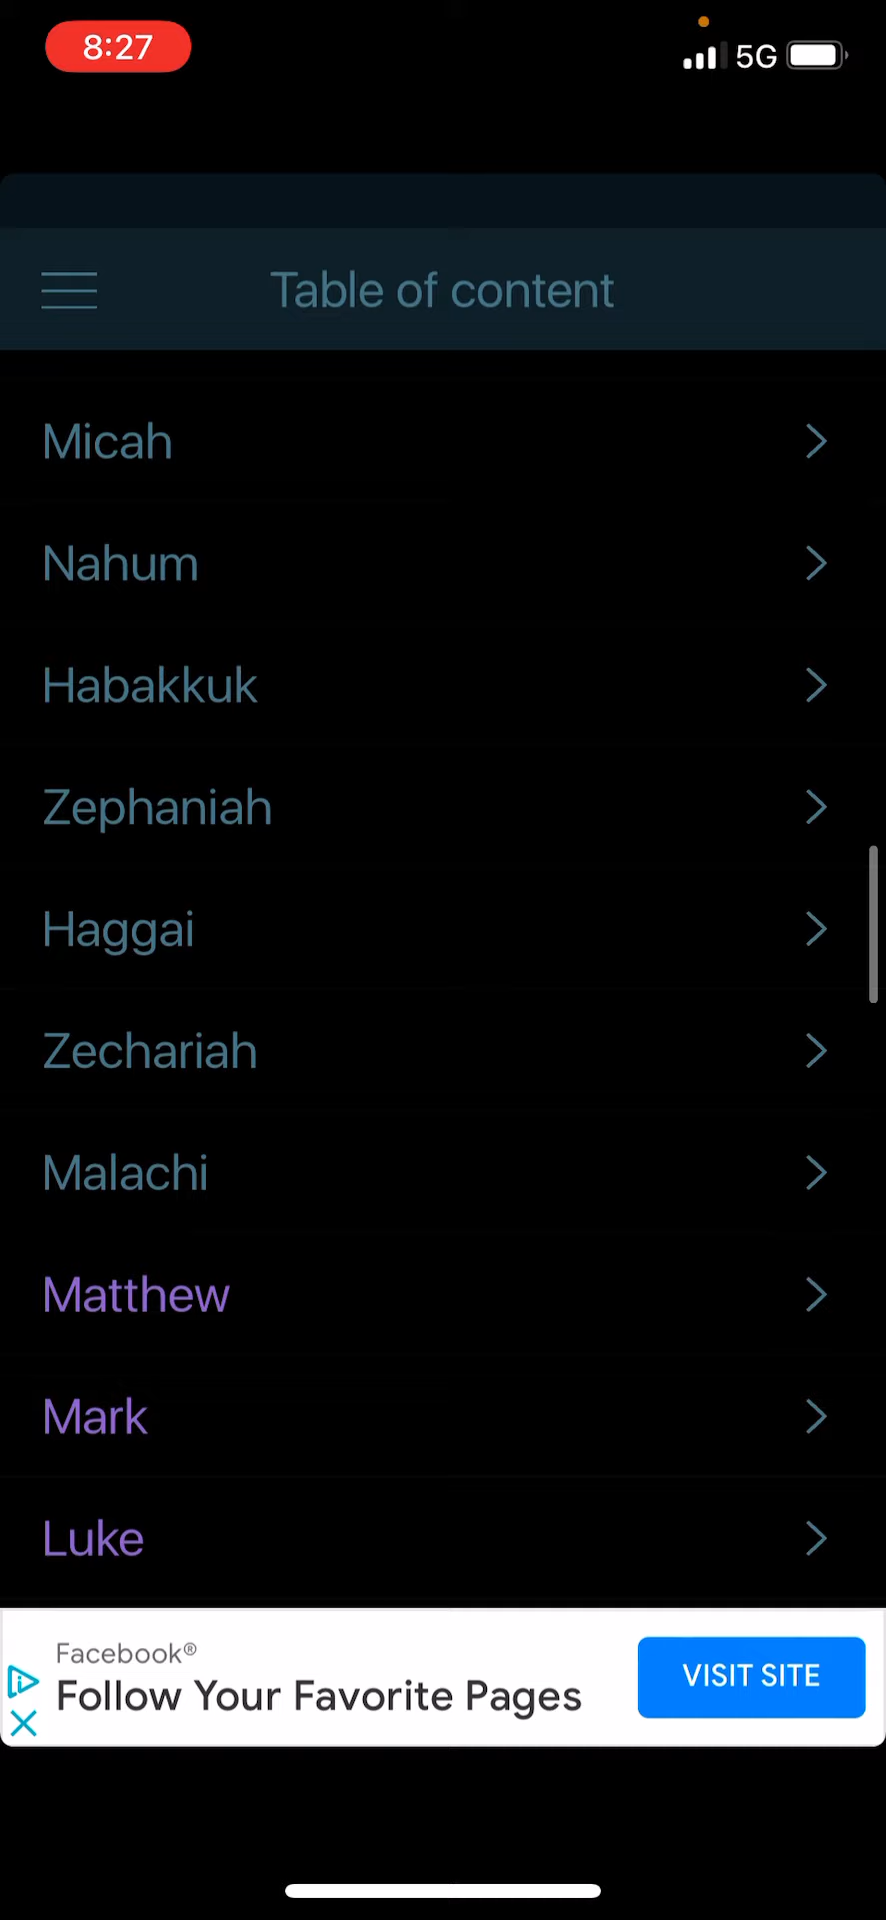 8:27
5G
Table of content
Micah
Nahum
Habakkuk
Zephaniah
Haggai
Zechariah
Malachi
Matthew
Mark
Luke
Facebook®
Follow Your Favorite Pages
VISIT SITE